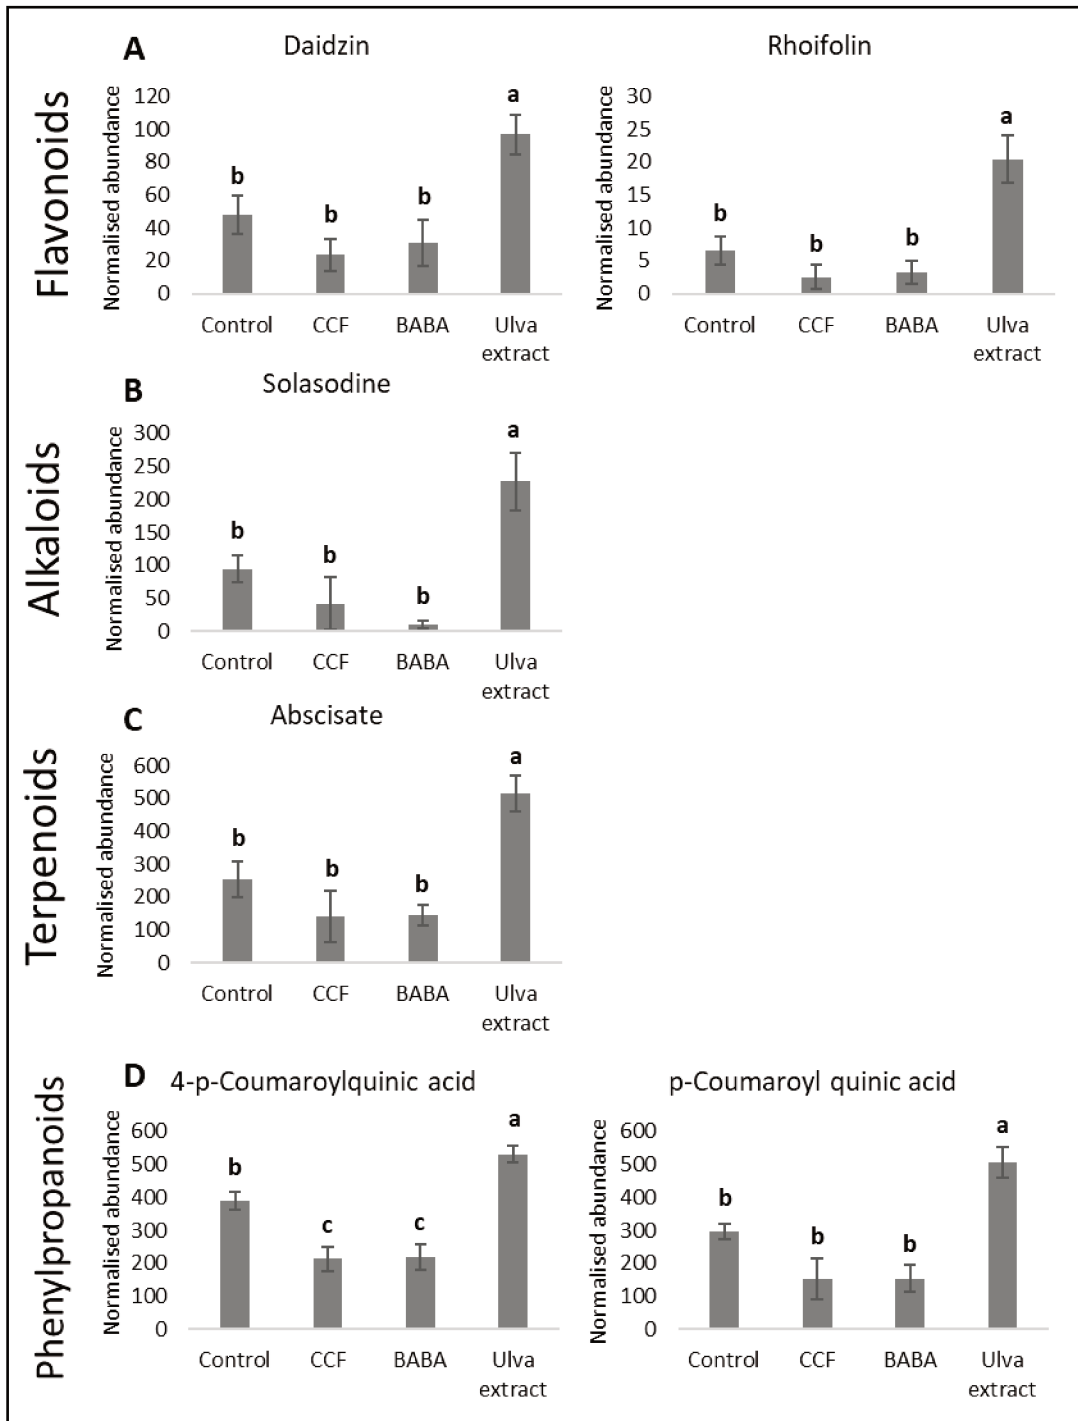 Flavonoids
A
Daidzin
Normalised abundance
120
100
80
60
40
20
0
b
b
b
a
Control
CCF
BABA
Ulva
extract
Rhoifolin
Normalised abundance
30
25
20
15
10
5
0
b
b
b
a
Control
CCF
BABA
Ulva
extract
Alkaloids
B
Solasodine
Normalised abundance
300
250
200
150
100
50
0
b
b
b
a
Control
CCF
BABA
Ulva
extract
Terpenoids
C
Abscisate
Normalised abundance
600
500
400
300
200
100
0
b
b
b
a
Control
CCF
BABA
Ulva
extract
Phenylpropanoids
D
4-p-Coumaroylquinic acid
Normalised abundance
600
500
400
300
200
100
0
b
c
c
a
Control
CCF
BABA
Ulva
extract
p-Coumaroyl quinic acid
Normalised abundance
600
500
400
300
200
100
0
b
b
b
a
Control
CCF
BABA
Ulva
extract